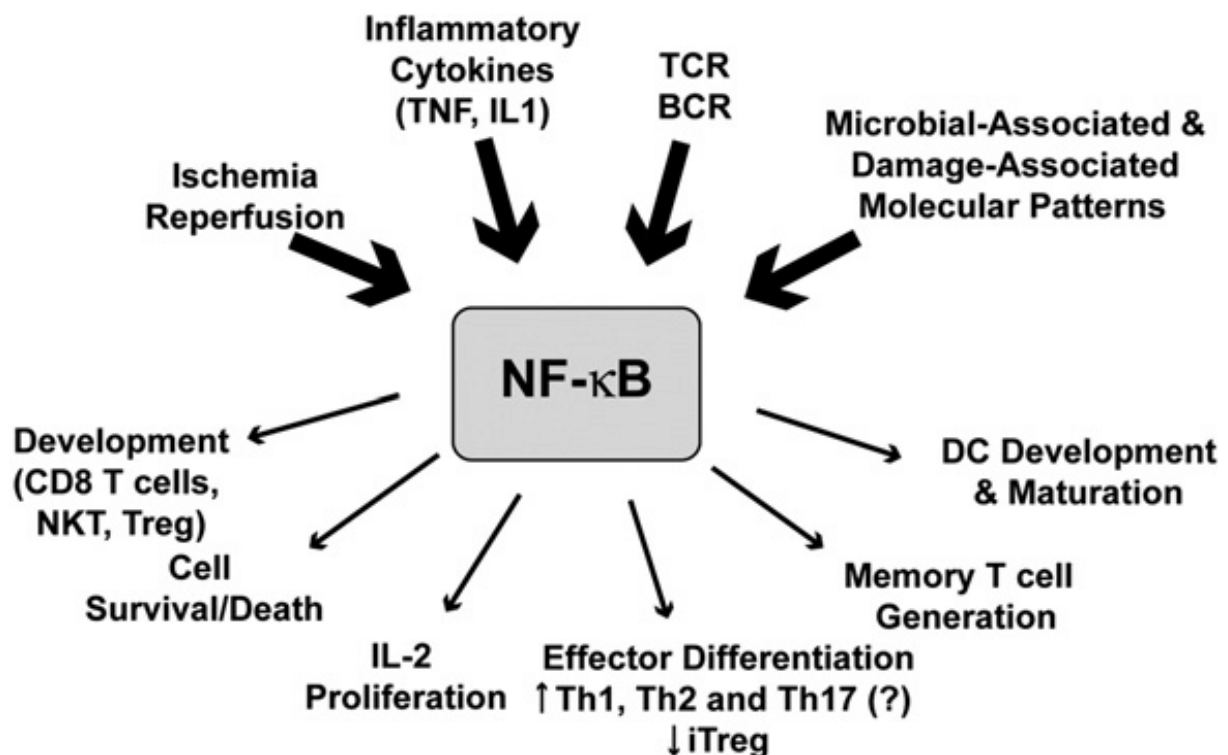 Inflammatory
Cytokines
(TNF, IL1)
TCR
BCR
Microbial-Associated &
Damage-Associated
Molecular Patterns
Ischemia
Reperfusion
NF-κB
Development
(CD8 T cells,
NKT, Treg)
Cell
Survival/Death
IL-2
Proliferation
Effector Differentiation
↑Th1, Th2 and Th17 (?)
↓iTreg
Memory T cell
Generation
DC Development
& Maturation